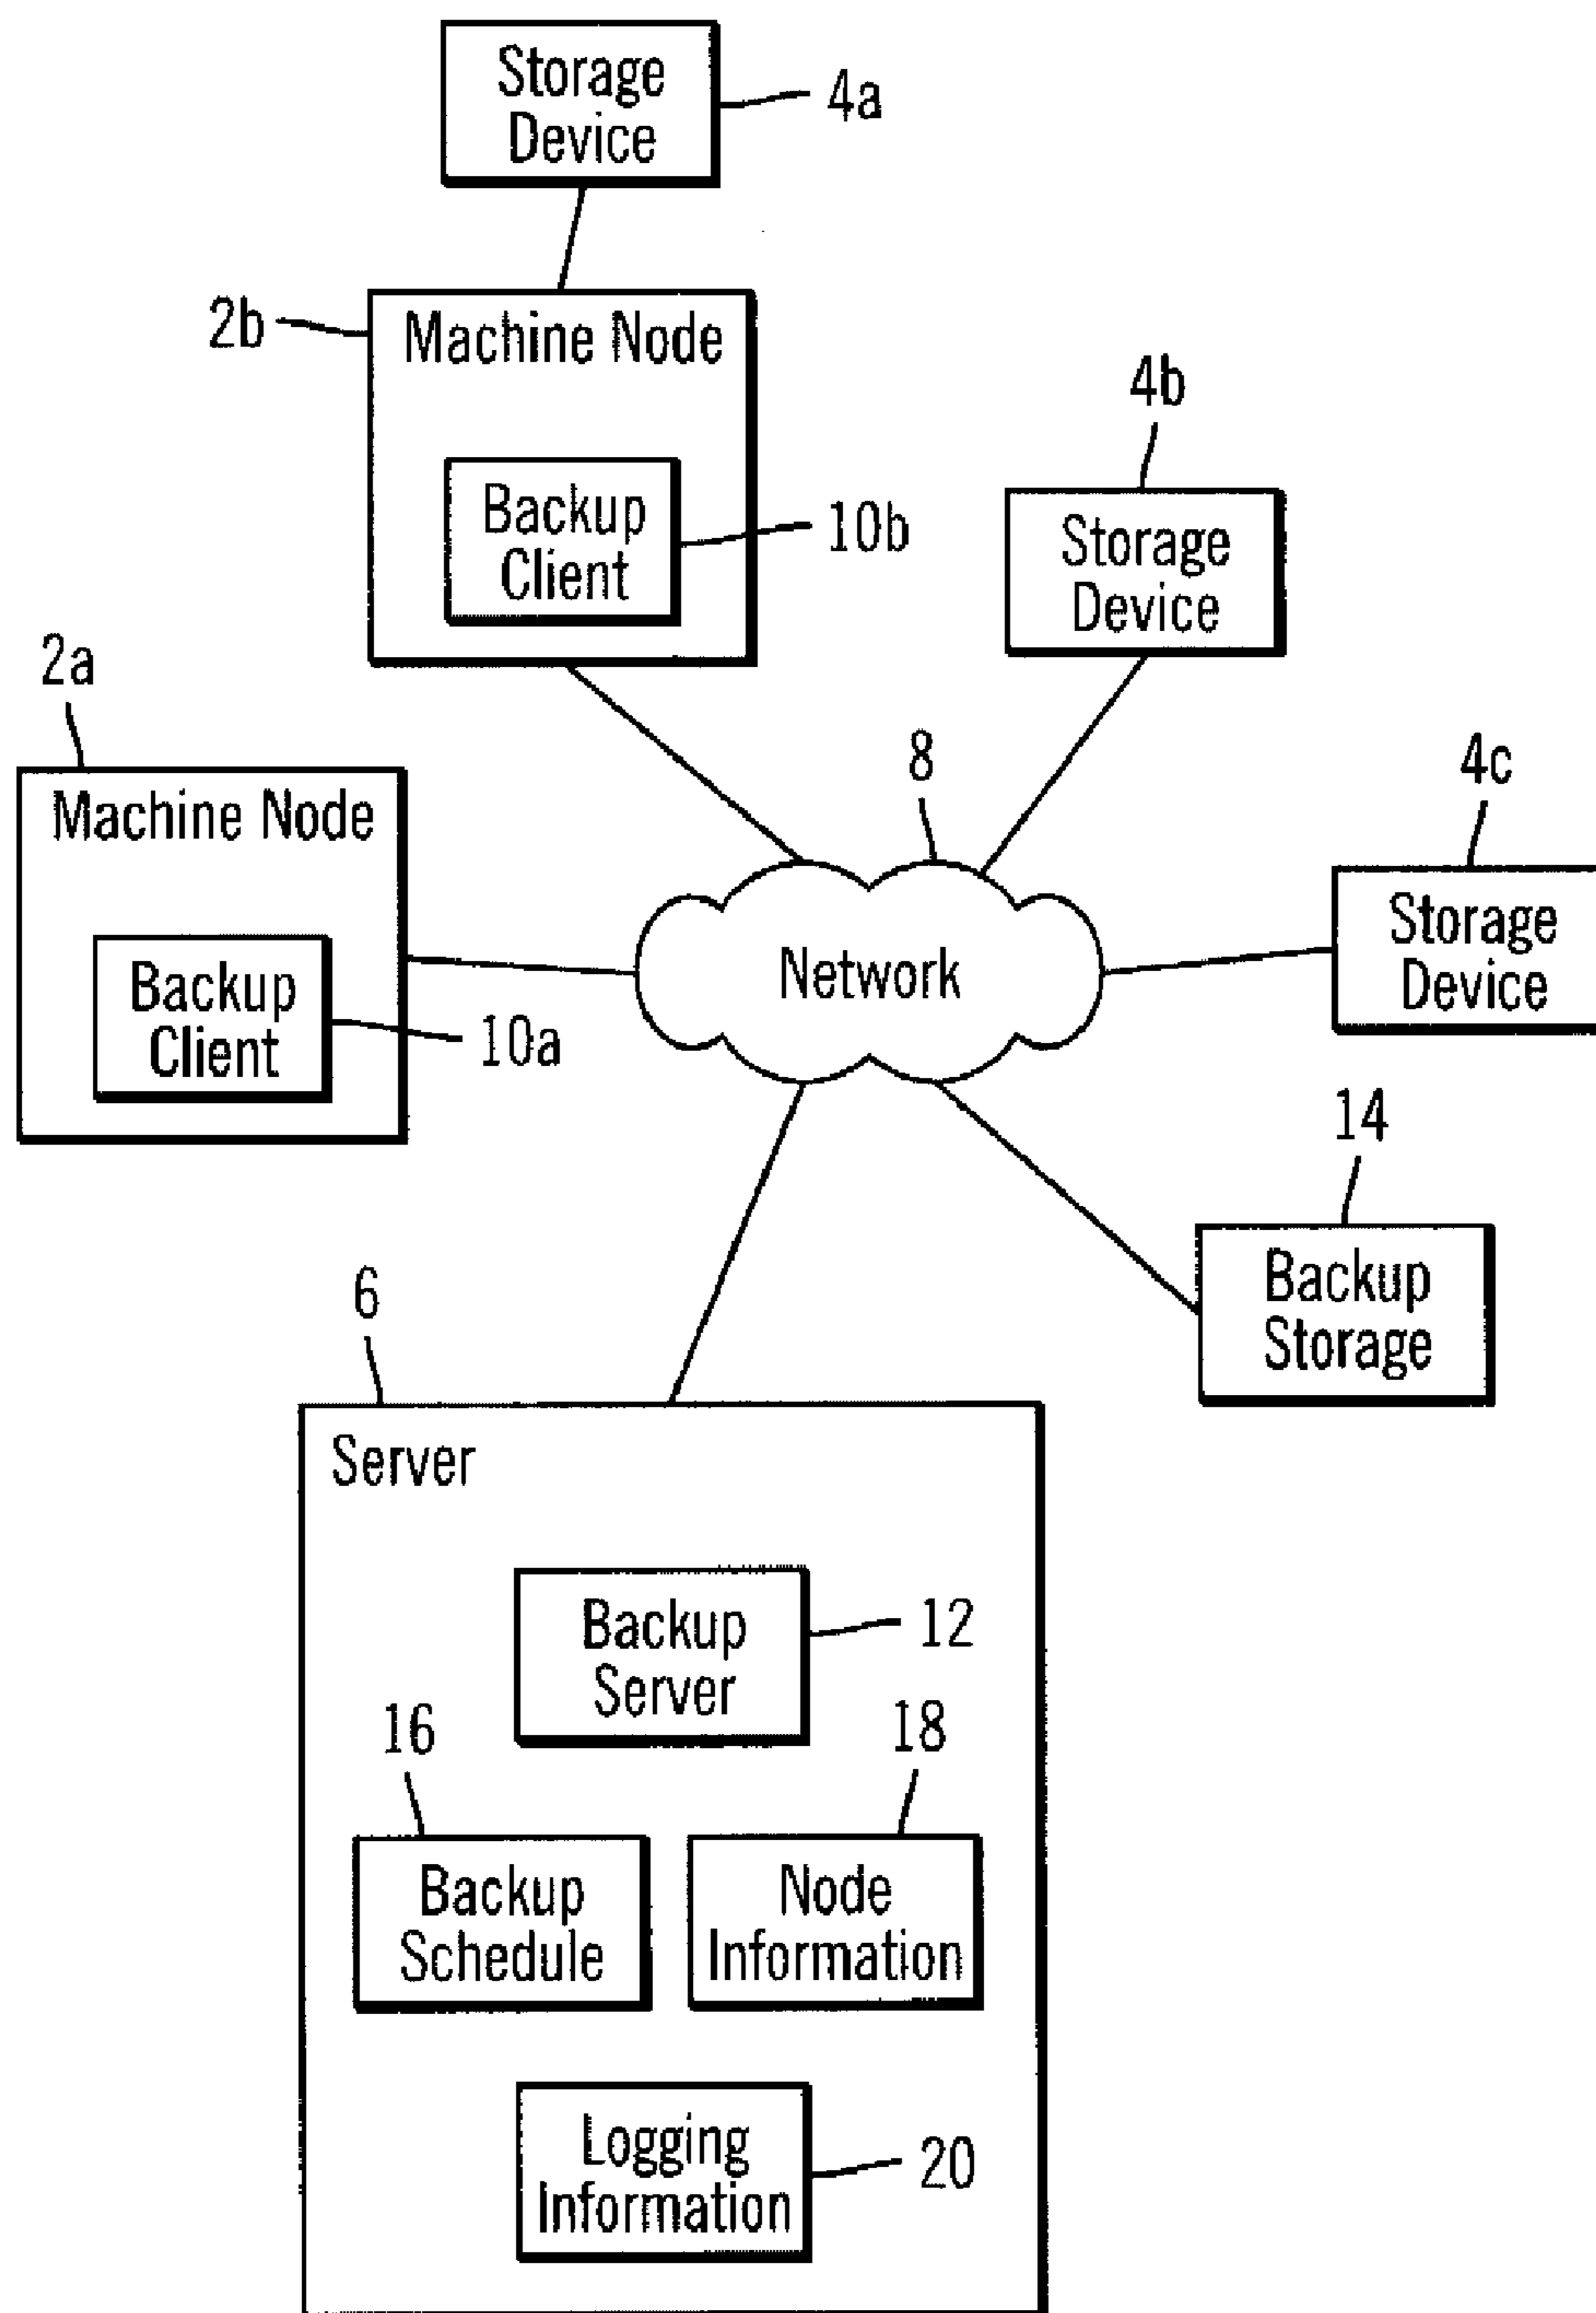 Storage
Device
4a
2b
Machine Node
Backup
Client
10b
4b
Storage
Device
2a
Machine Node
Backup
Client
10a
8
Network
4c
Storage
Device
14
Backup
Storage
6
Server
Backup
Server
12
16
Backup
Schedule
18
Node
Information
Logging
Information
20